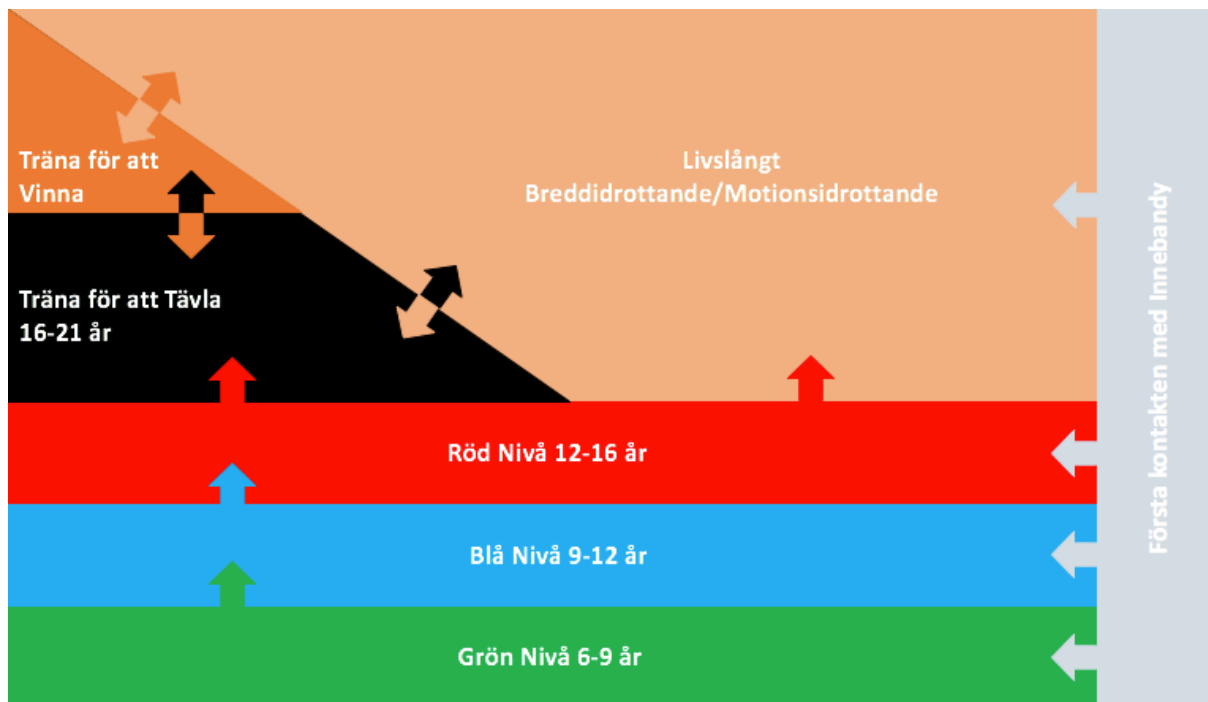 Träna för att
Vinna
Livslångt
Breddidrottande/Motionsidrottande
Träna för att Tävla
16-21 år
Röd Nivå 12-16 år
Blå Nivå 9-12 år
Grön Nivå 6-9 år
Första kontakten med Innebandy